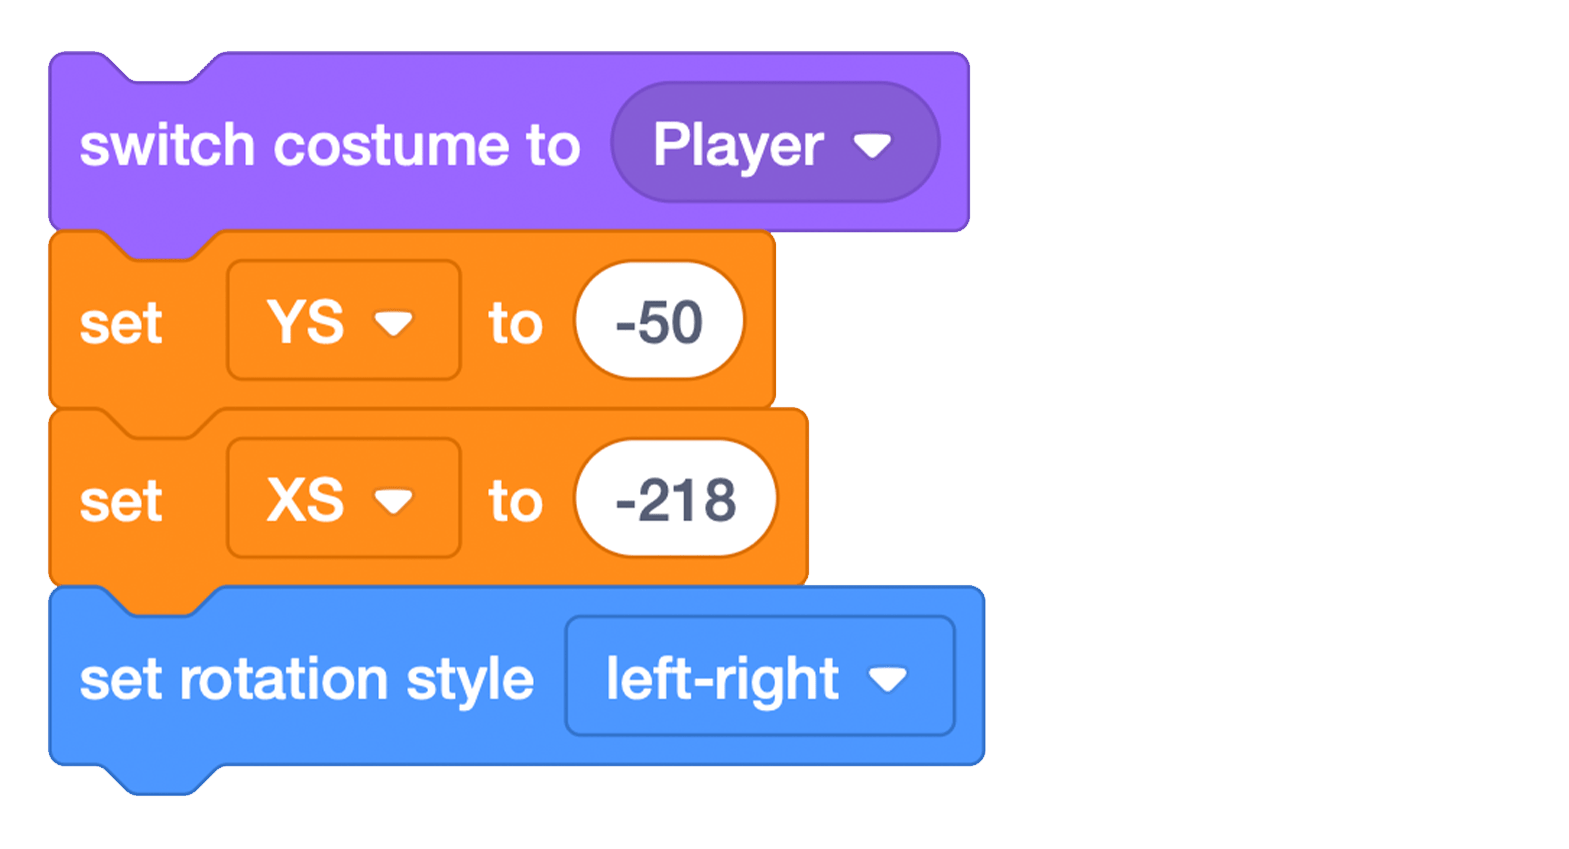 switch costume to Player
set YS to -50
set XS to -218
set rotation style left-right